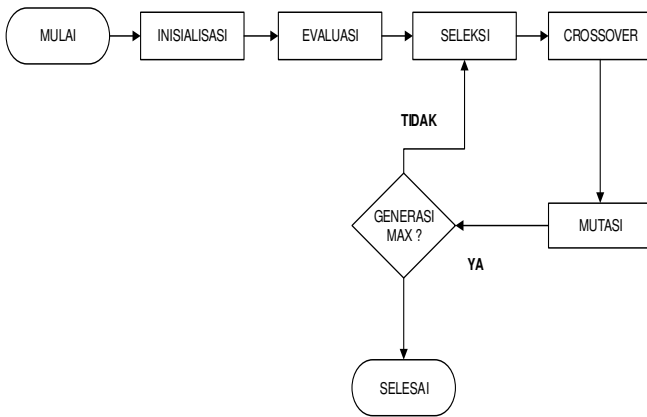 MULAI
INISIALISASI
EVALUASI
SELEKSI
CROSSOVER
TIDAK
GENERASI
MAX ?
MUTASI
YA
SELESAI